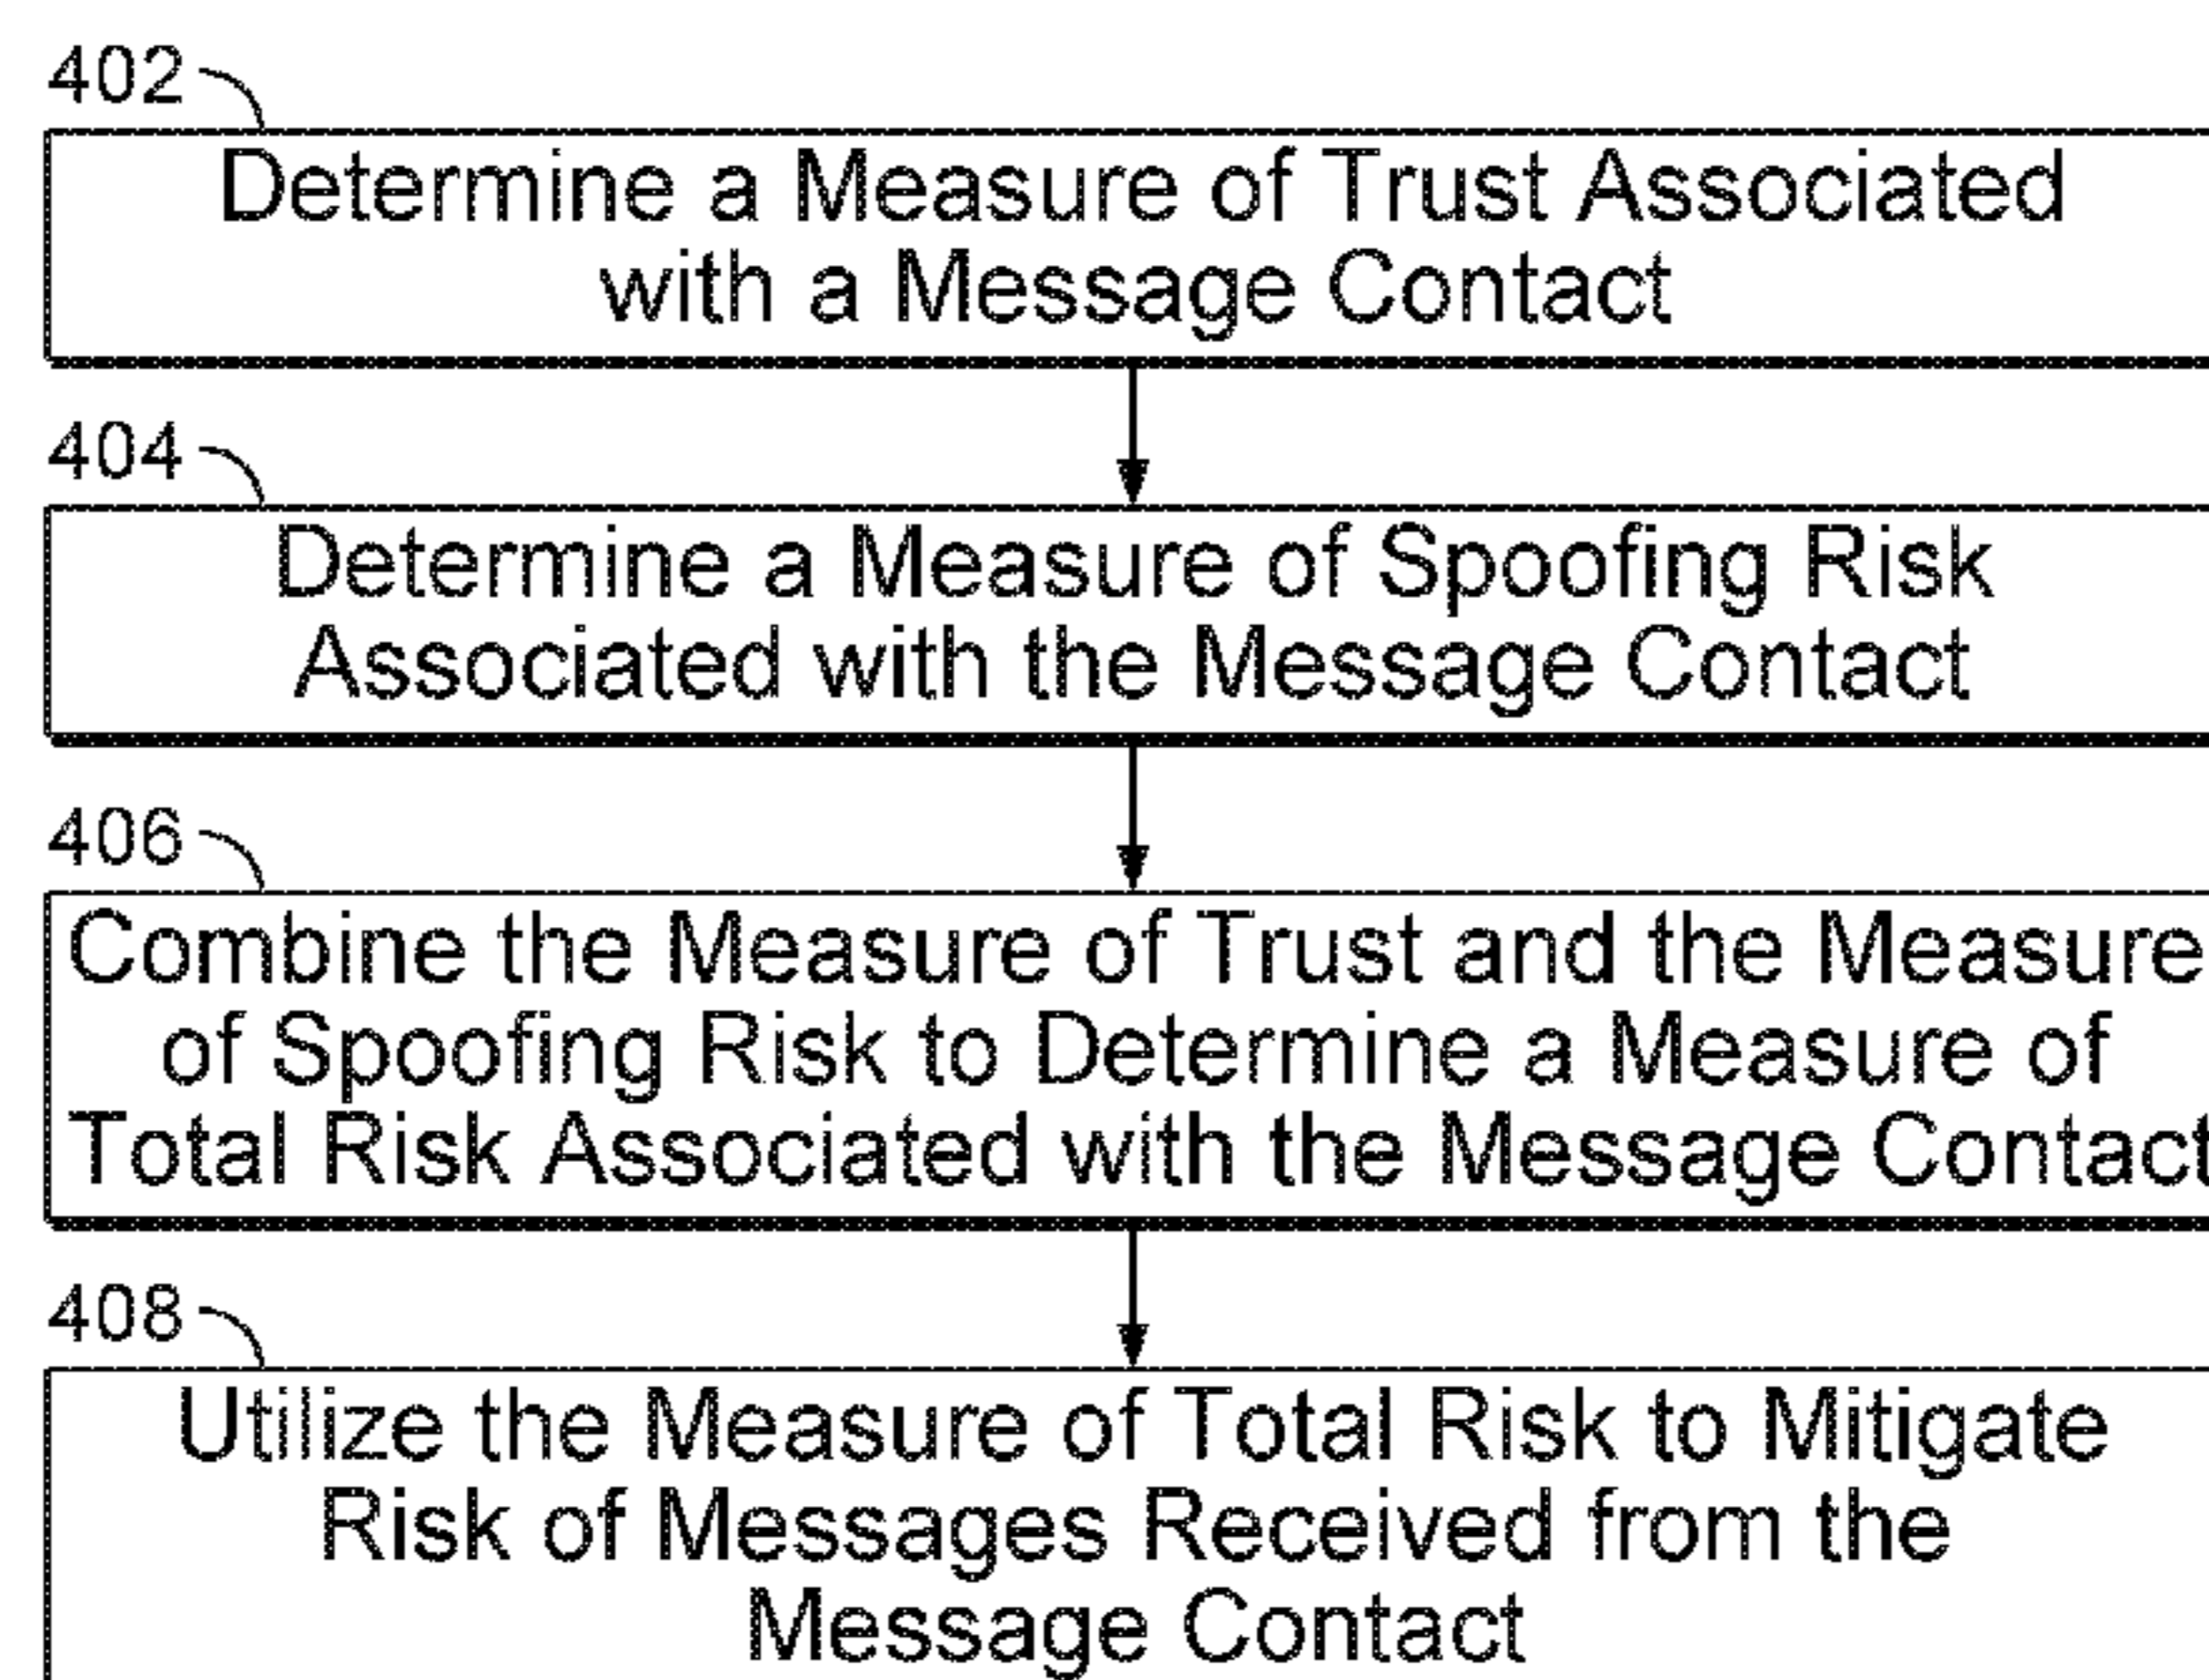 402
Determine a Measure of Trust Associated
with a Message Contact
404
Determine a Measure of Spoofing Risk
Associated with the Message Contact
406
Combine the Measure of Trust and the Measure
of Spoofing Risk to Determine a Measure of
Total Risk Associated with the Message Contact
408
Utilize the Measure of Total Risk to Mitigate
Risk of Messages Received from the
Message Contact